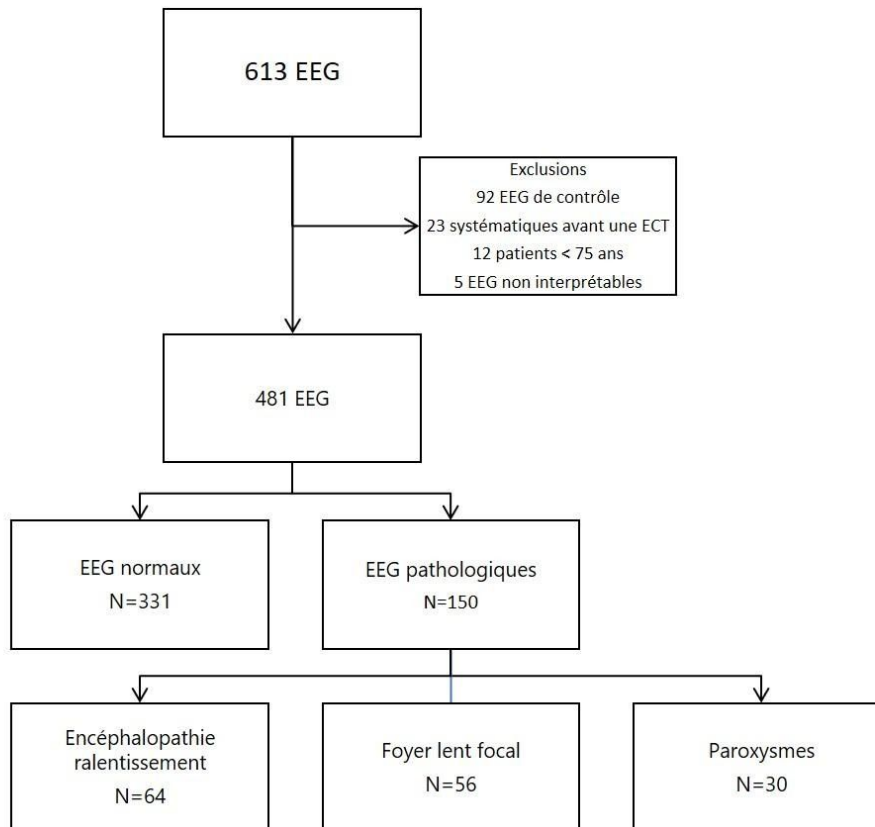 613 EEG
Exclusions
92 EEG de contrôle
23 systématiques avant une ECT
12 patients < 75 ans
5 EEG non interprétables
481 EEG
EEG normaux
N=331
EEG pathologiques
N=150
Encéphalopathie
ralentissement
N=64
Foyer lent focal
N=56
Paroxysmes
N=30